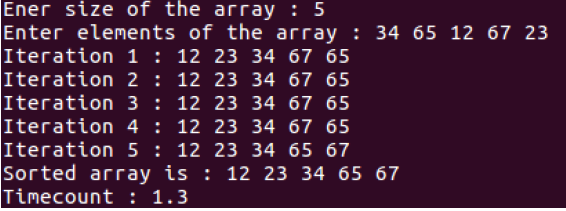 Ener size of the array : 5
Enter elements of the array : 34 65 12 67 23
Iteration 1 : 12 23 34 67 65
Iteration 2 : 12 23 34 67 65
Iteration 3 : 12 23 34 67 65
Iteration 4 : 12 23 34 67 65
Iteration 5 : 12 23 34 65 67
Sorted array is : 12 23 34 65 67
Timecount : 1.3